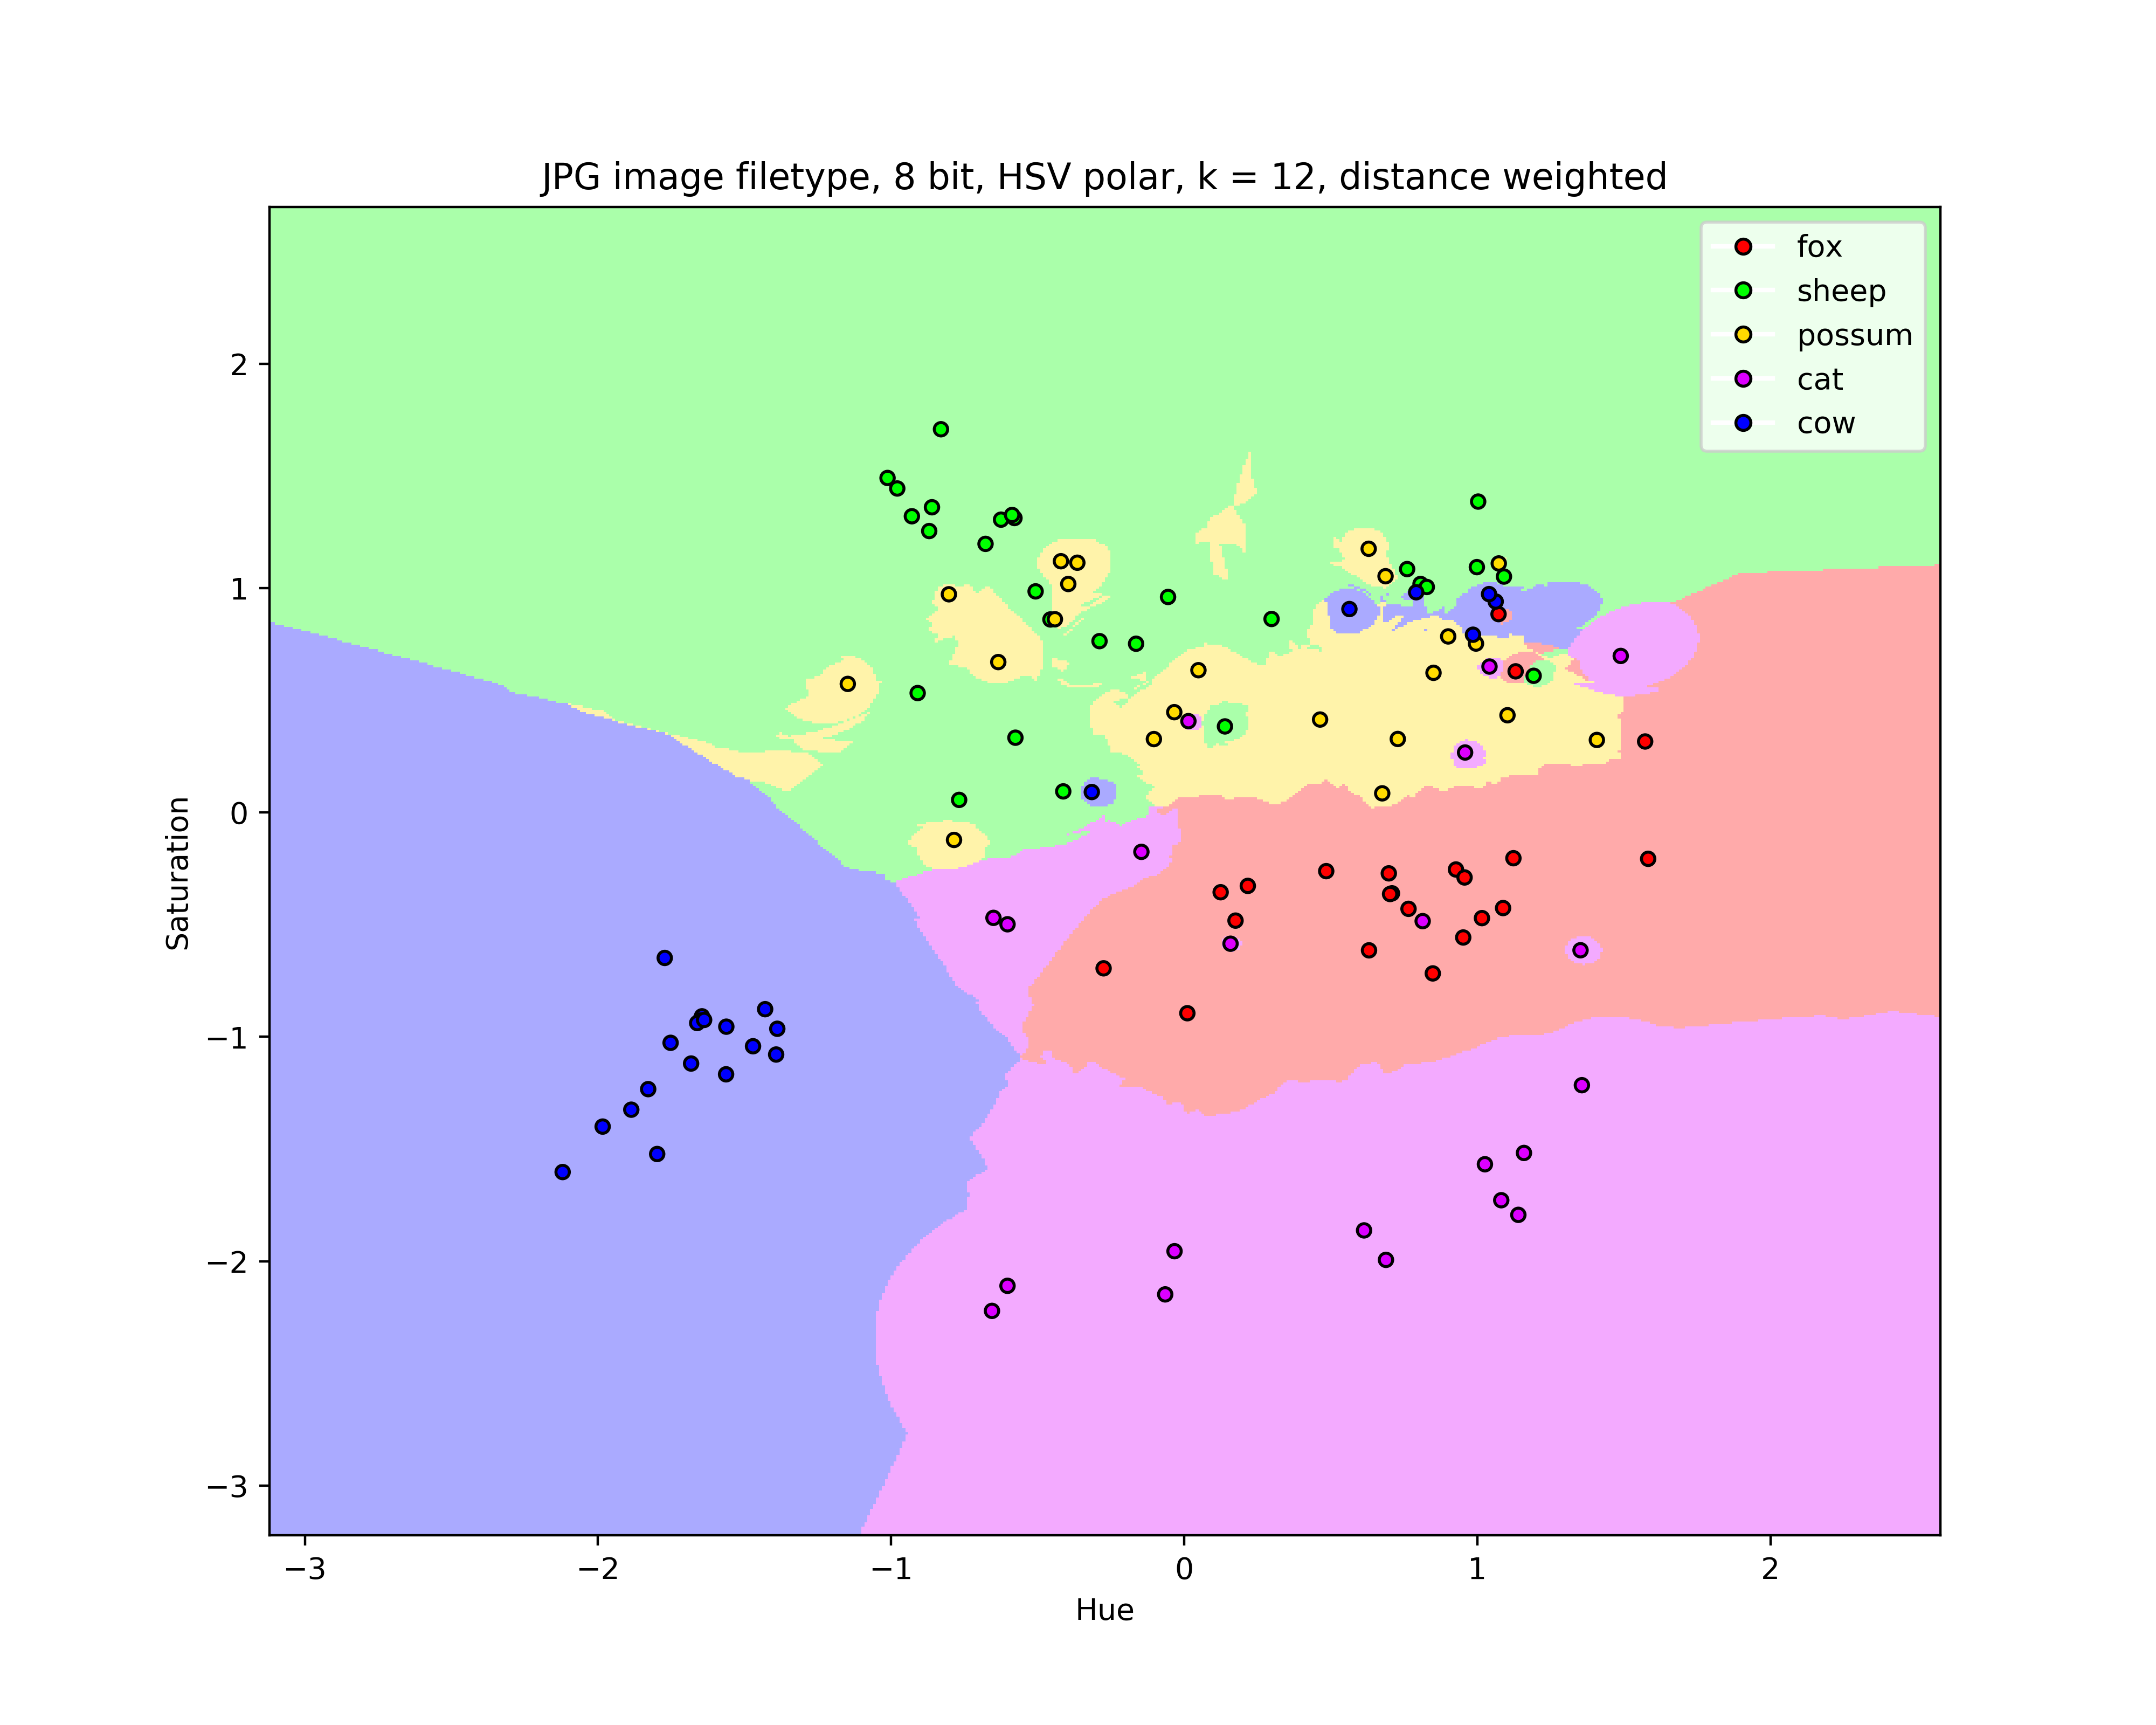 JPG image filetype, 8 bit, HSV polar, k = 12, distance weighted
fox
sheep
possum
cat
cow
2
1
0
−1
−2
−3
Saturation
−3
−2
−1
0
1
2
Hue